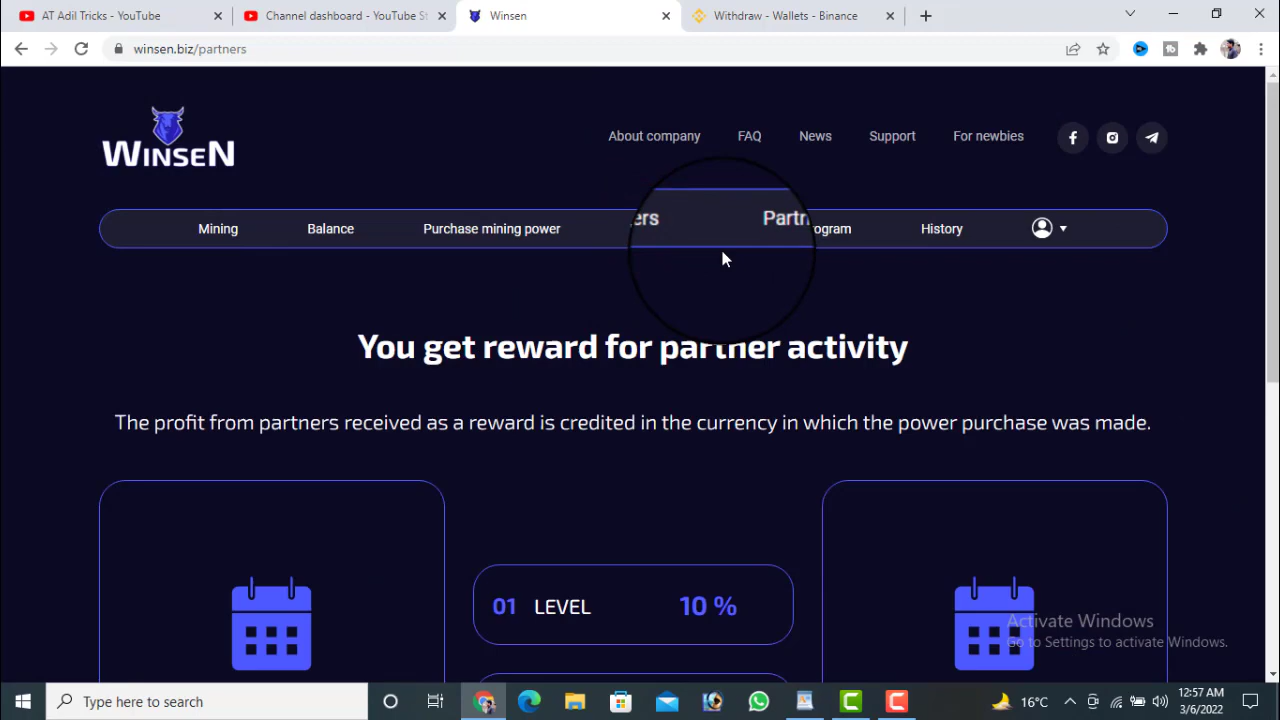 AT Adil Tricks - YouTube
Channel dashboard - YouTube St
Winsen
Withdraw - Wallets - Binance
winsen.biz/partners
WINSEN
About company
FAQ
News
Support
For newbies
Mining
Balance
Purchase mining power
ers
Partn
ogram
History
You get reward for partner activity
The profit from partners received as a reward is credited in the currency in which the power purchase was made.
01 LEVEL 10 %
Activate Windows
Go to Settings to activate Windows.
Type here to search
16°C
12:57 AM
3/6/2022